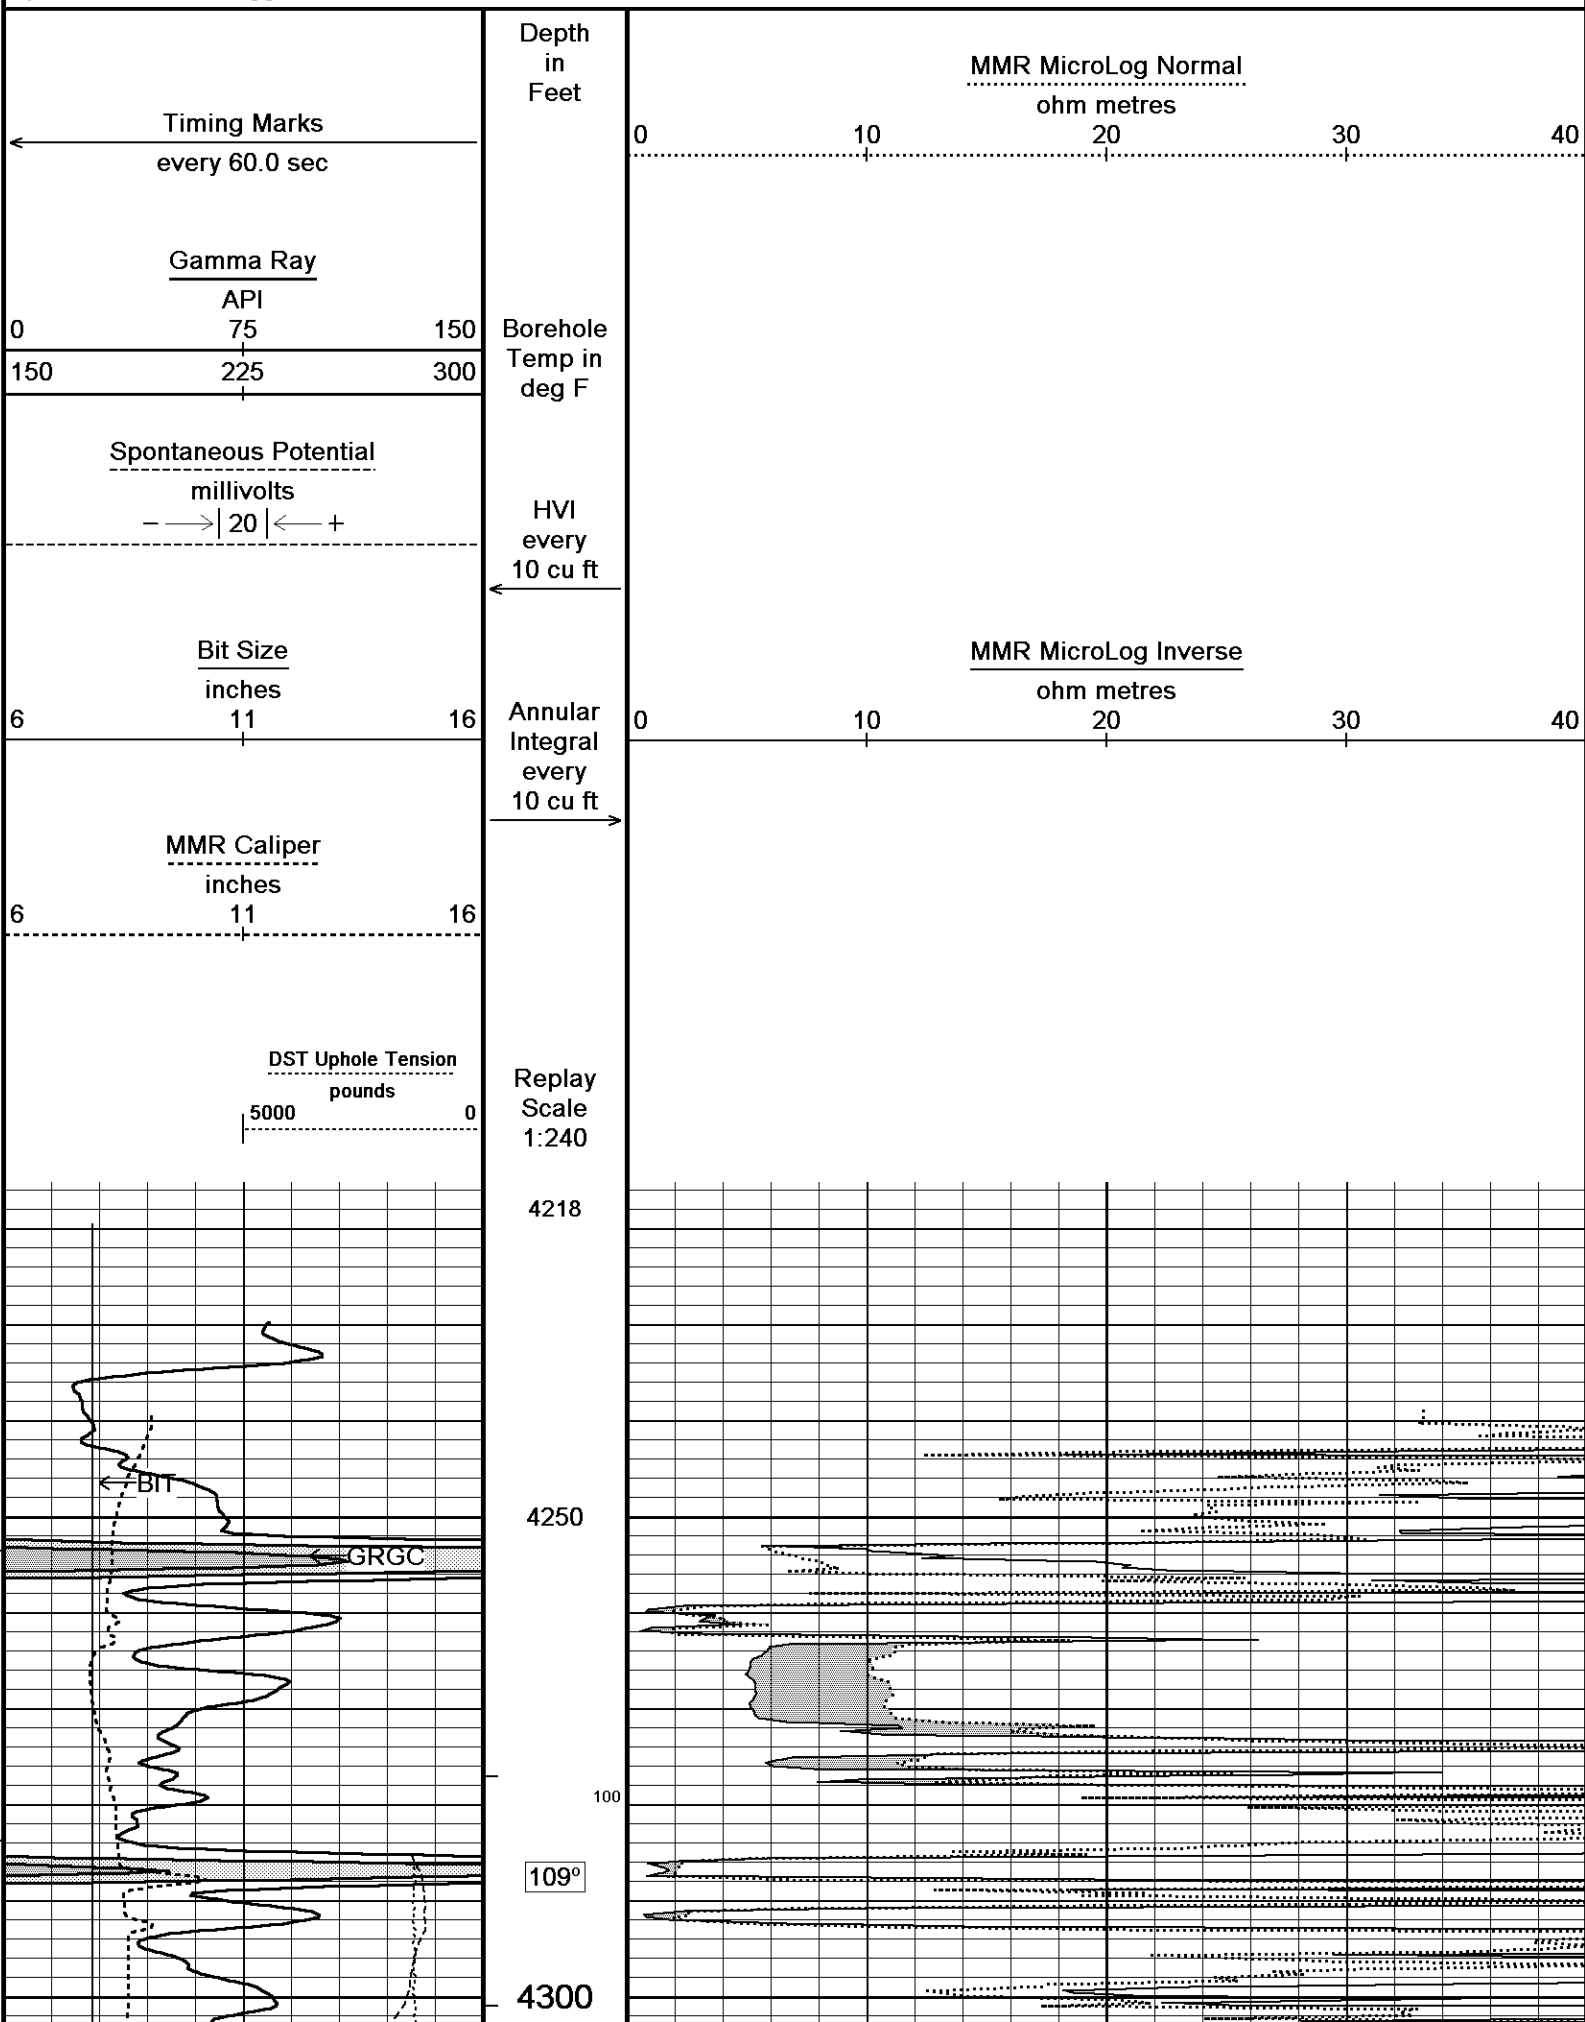 Timing Marks
every 60.0 sec
Gamma Ray
API
0 75 150
150 225 300
Spontaneous Potential
millivolts
− 20 +
Bit Size
inches
6 11 16
MMR Caliper
inches
6 11 16
DST Uphole Tension
pounds
5000 0
Depth
in
Feet
Borehole
Temp in
deg F
HVI
every
10 cu ft
Annular
Integral
every
10 cu ft
Replay
Scale
1:240
MMR MicroLog Normal
ohm metres
0 10 20 30 40
MMR MicroLog Inverse
ohm metres
0 10 20 30 40
4218
BIT
4250
GRGC
100
109°
4300